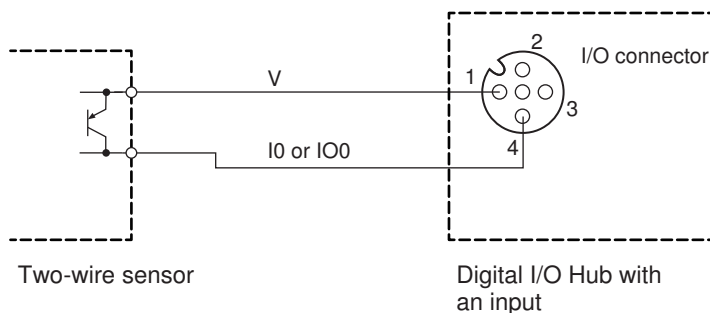 2
I/O connector
1
V
3
I0 or IO0
4
Two-wire sensor
Digital I/O Hub with
an input